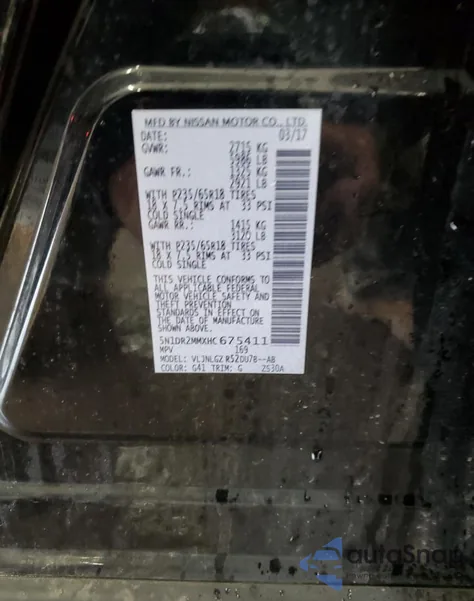 MFD BY NISSAN MOTOR CO., LTD.
DATE: 03/17
GVWR: 2715 KG
5986 LB
GAWR FR.: 1325 KG
2921 LB
WITH P235/65R18 TIRES
18 X 7.5 RIMS AT 33 PSI
COLD SINGLE
GAWR RR.: 1415 KG
3120 LB
WITH P235/65R18 TIRES
18 X 7.5 RIMS AT 33 PSI
COLD SINGLE
THIS VEHICLE CONFORMS TO
ALL APPLICABLE FEDERAL
MOTOR VEHICLE SAFETY AND
THEFT PREVENTION
STANDARDS IN EFFECT ON
THE DATE OF MANUFACTURE
SHOWN ABOVE.
5N1DR2MMXHC675411
MPV 169
MODEL: VLJNLG2 R52DU7B--AB
COLOR: G41 TRIM: G 2S30A
autoSnap